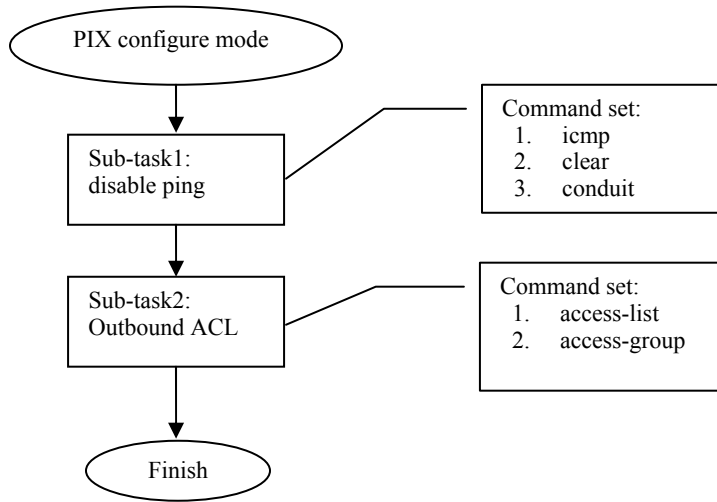 PIX configure mode
Sub-task1:
disable ping
Command set:
1. icmp
2. clear
3. conduit
Sub-task2:
Outbound ACL
Command set:
1. access-list
2. access-group
Finish